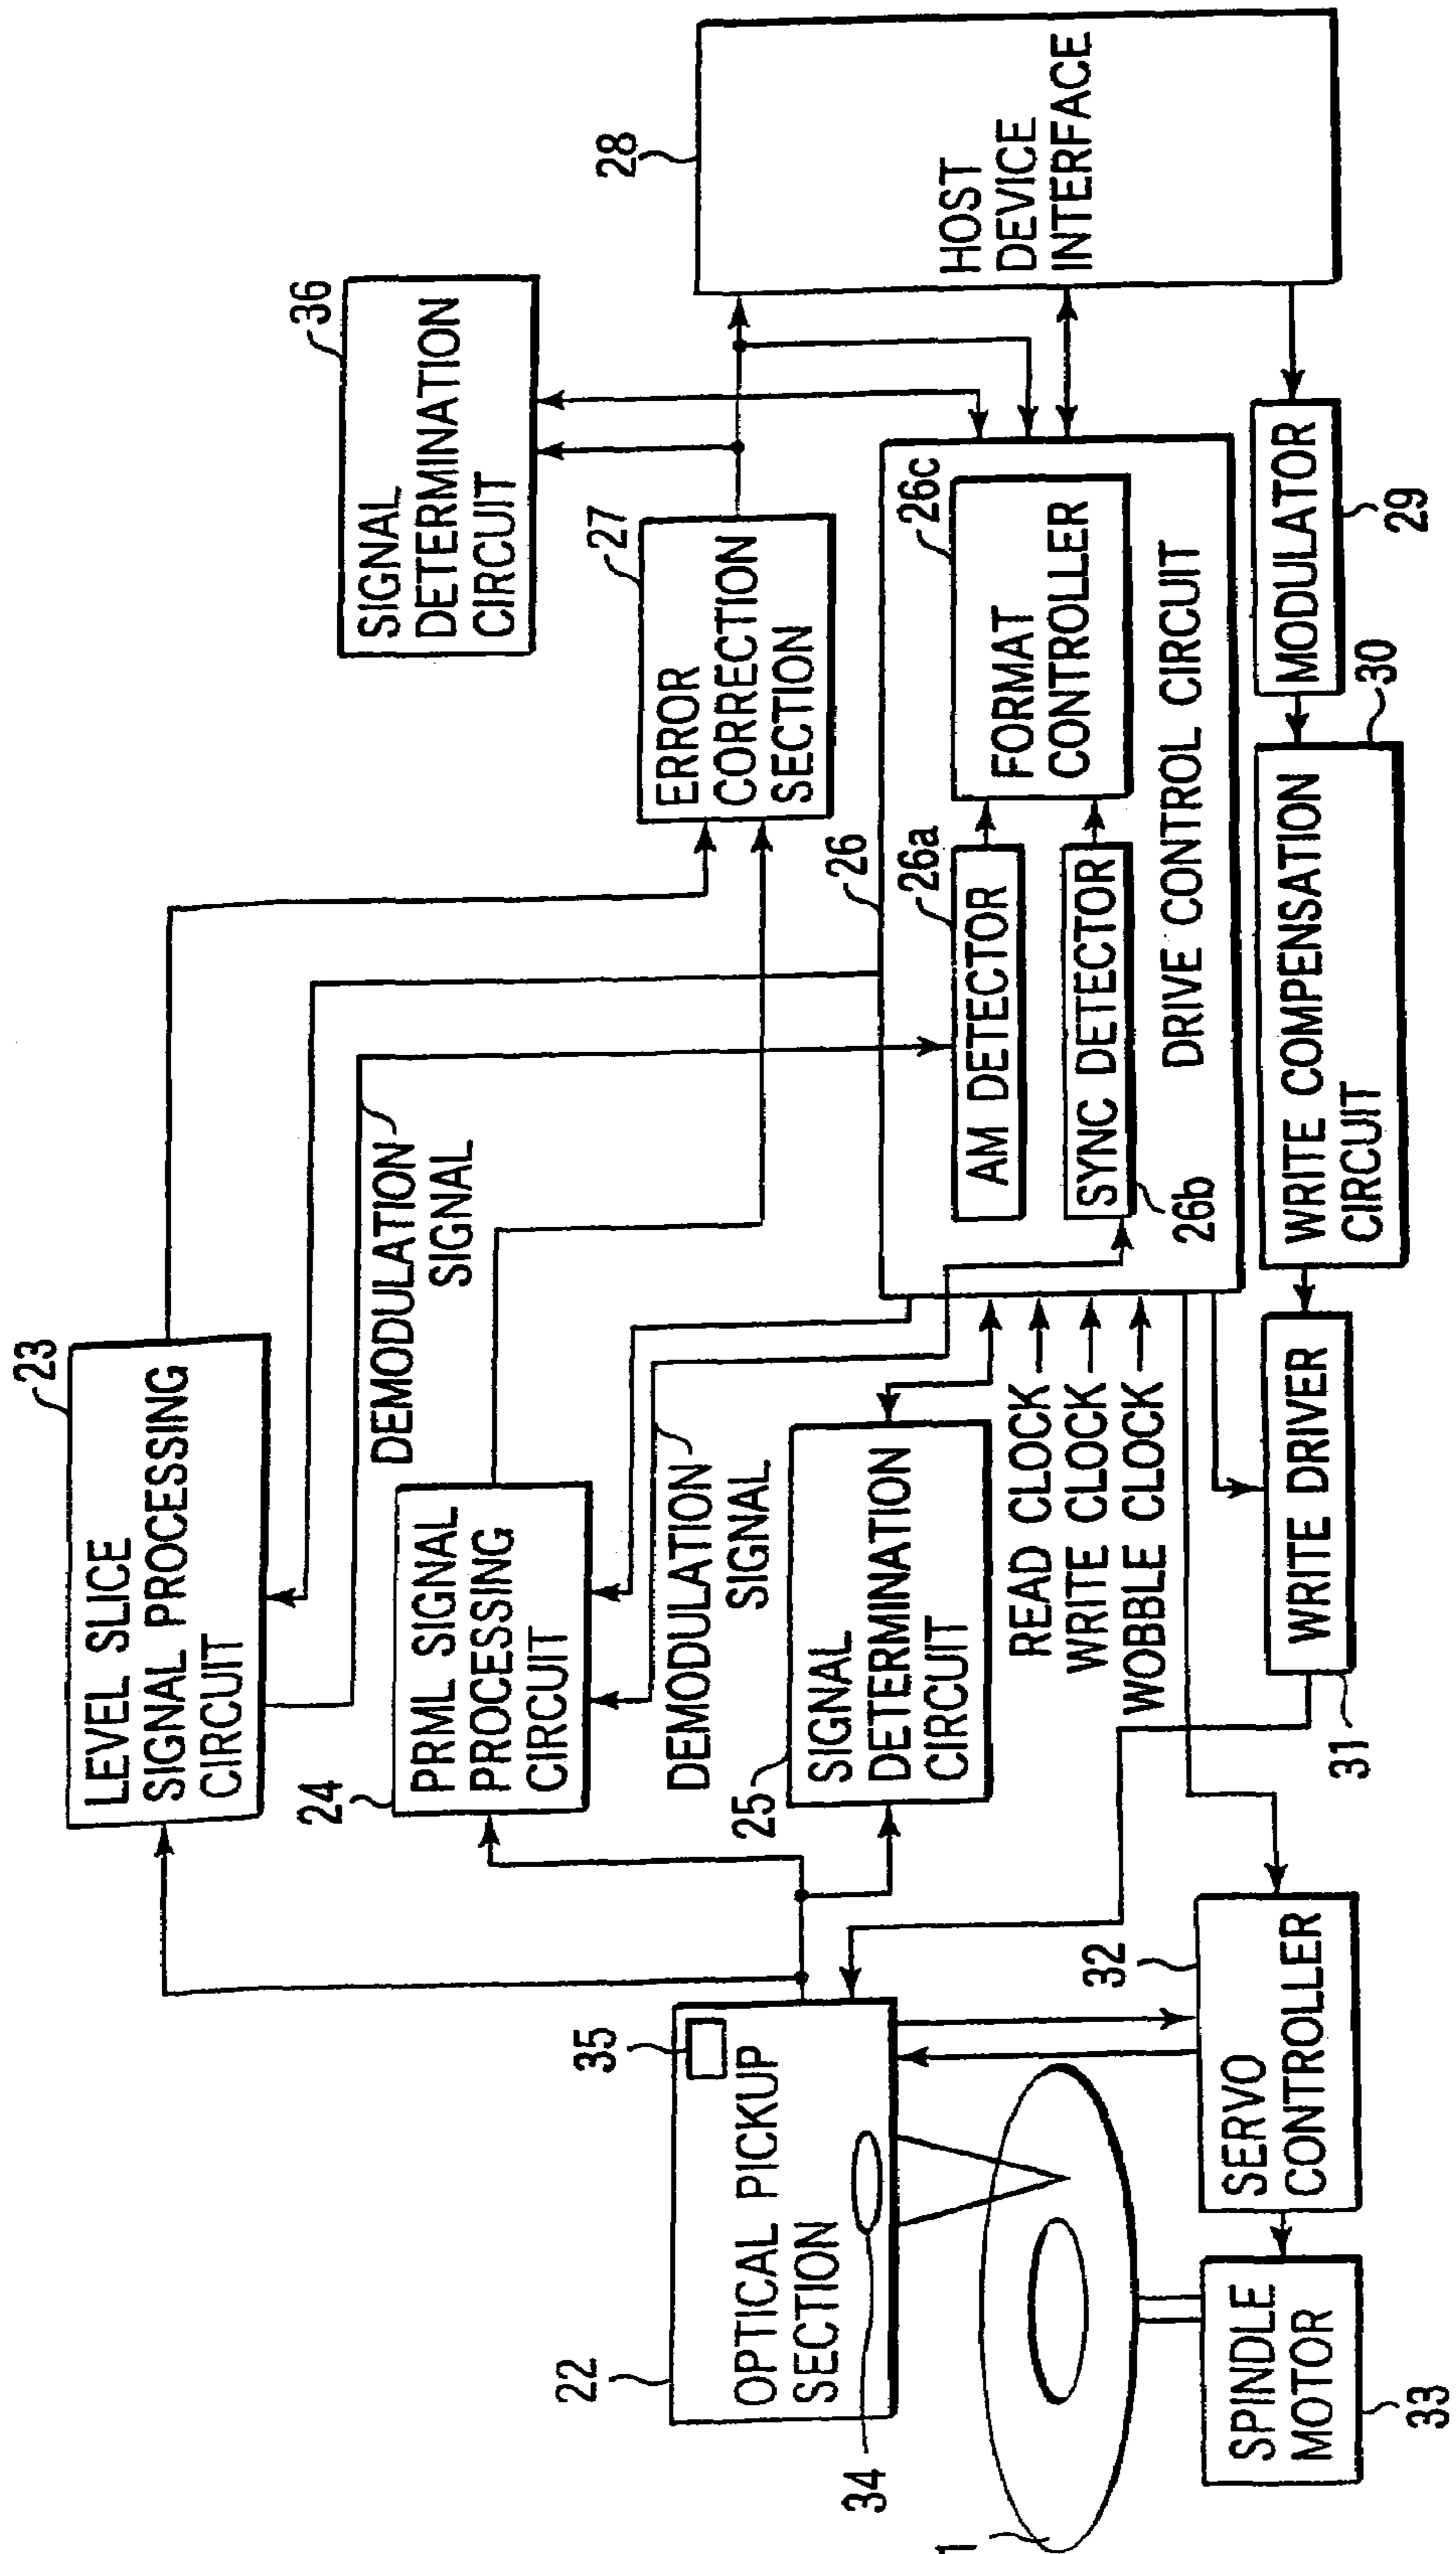 23
LEVEL SLICE
SIGNAL PROCESSING
CIRCUIT
36
SIGNAL
DETERMINATION
CIRCUIT
DEMODULATION
SIGNAL
24
PRML SIGNAL
PROCESSING
CIRCUIT
27
ERROR
CORRECTION
SECTION
28
HOST
DEVICE
INTERFACE
DEMODULATION
SIGNAL
22
35
OPTICAL PICKUP
SECTION
34
25
SIGNAL
DETERMINATION
CIRCUIT
26
26a
AM DETECTOR
26c
FORMAT
CONTROLLER
SYNC DETECTOR
26b
DRIVE CONTROL CIRCUIT
READ CLOCK
WRITE CLOCK
WOBBLE CLOCK
1
32
SERVO
CONTROLLER
SPINDLE
MOTOR
33
WRITE DRIVER
31
WRITE COMPENSATION
CIRCUIT
30
MODULATOR
29